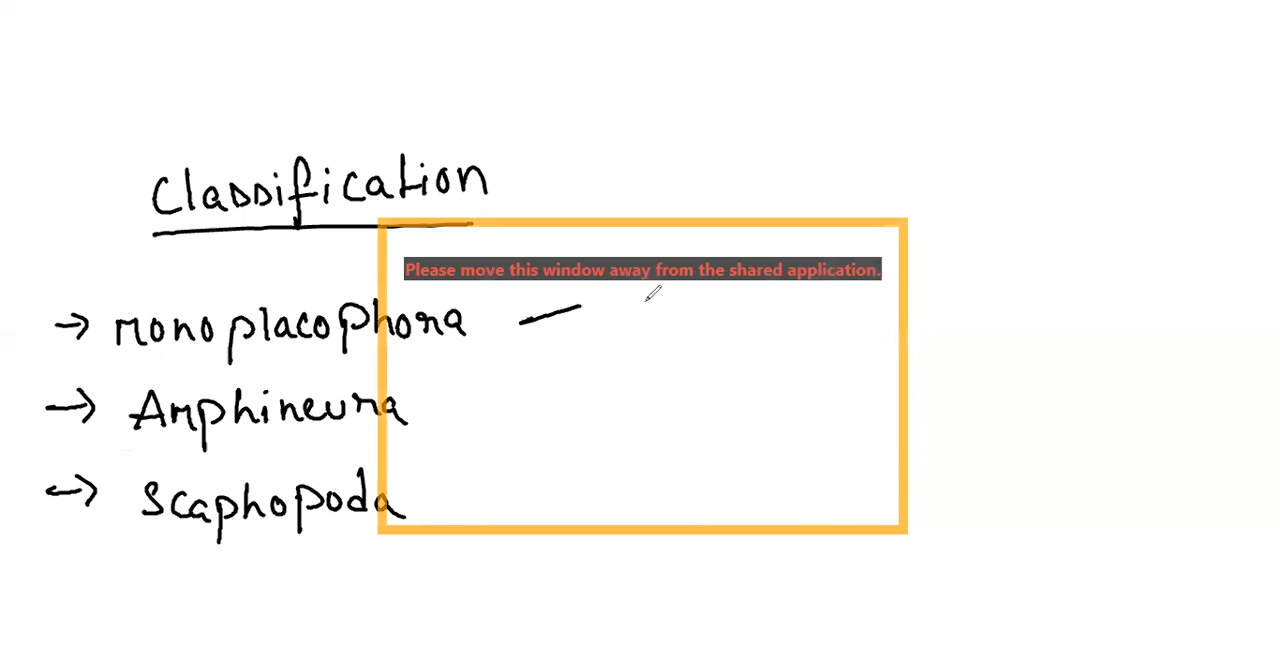 Classification
Please move this window away from the shared application.
→ Monoplacophora —
→ Amphineura
→ Scaphopoda